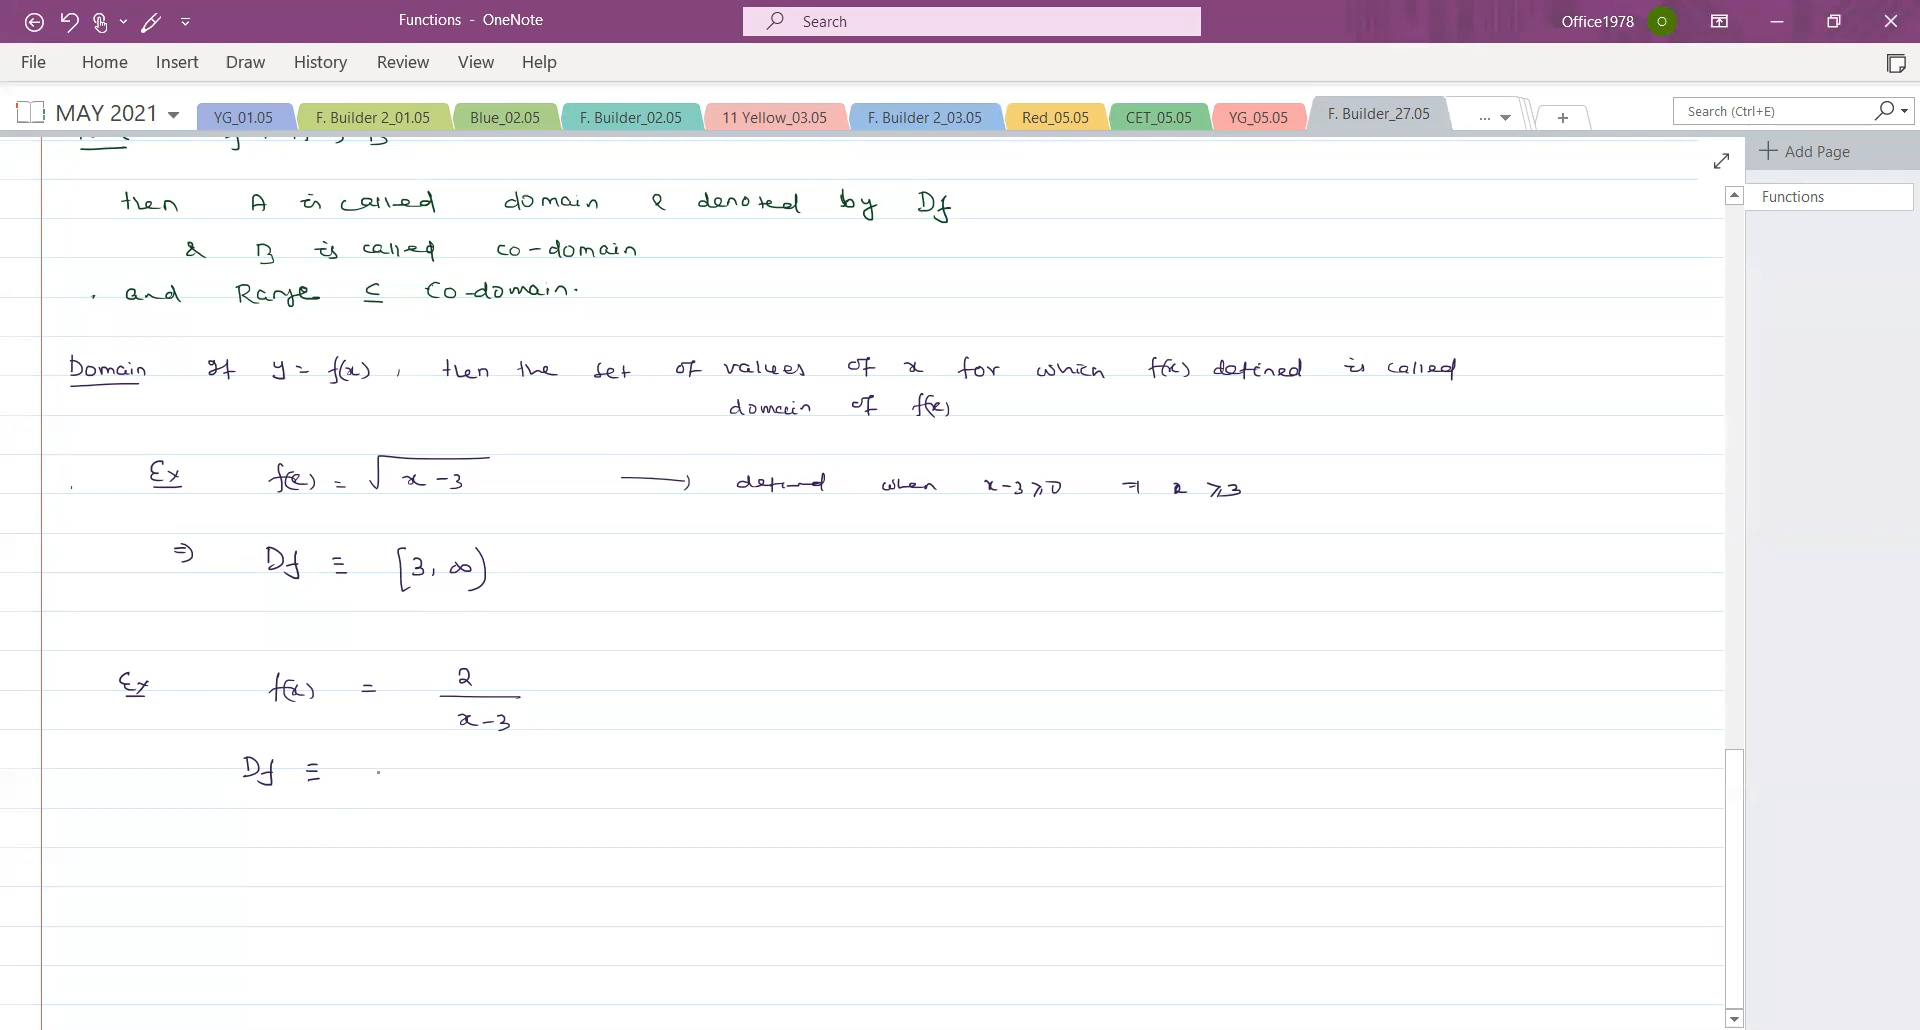 Functions - OneNote
Search
Office1978
O
File Home Insert Draw History Review View Help
MAY 2021
YG_01.05
F. Builder 2_01.05
Blue_02.05
F. Builder_02.05
11 Yellow_03.05
F. Builder 2_03.05
Red_05.05
CET_05.05
YG_05.05
F. Builder_27.05
...
+
Search (Ctrl+E)
Add Page
Functions
then A is called domain & denoted by Df
& B is called co-domain
and Range ⊆ Co-domain.
Domain If y = f(x), then the set of values of x for which f(x) defined is called
domain of f(x)
Ex f(x) = √(x-3) ⟶ defined when x-3 ⩾ 0 ⇒ x ⩾ 3
⇒ Df ≡ [3, ∞)
Ex f(x) = 2/(x-3)
Df ≡